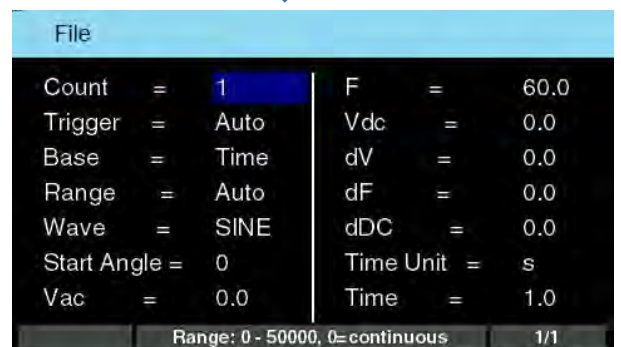 File
Count = 1
Trigger = Auto
Base = Time
Range = Auto
Wave = SINE
Start Angle = 0
Vac = 0.0
F = 60.0
Vdc = 0.0
dV = 0.0
dF = 0.0
dDC = 0.0
Time Unit = s
Time = 1.0
Range: 0 - 50000, 0=continuous 1/1